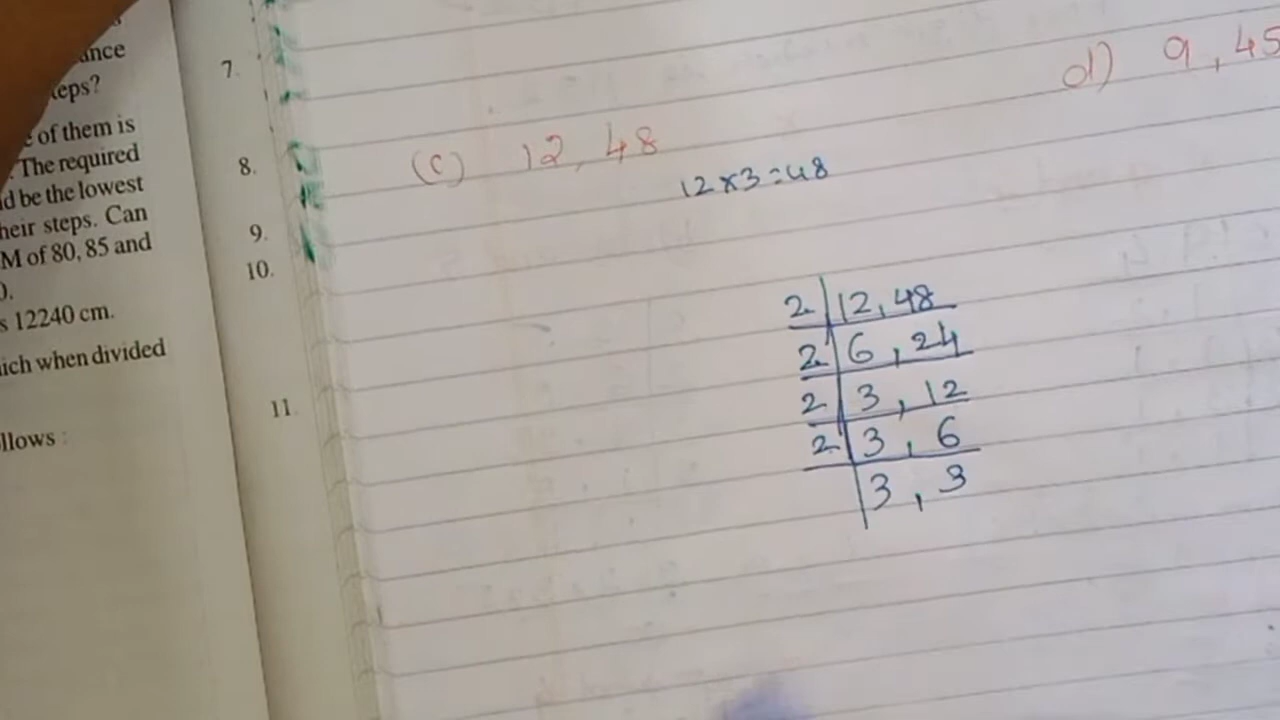 eps?
of them is
The required
d be the lowest
heir steps. Can
M of 80, 85 and
s 12240 cm.
ich when divided
llows :
7.
8.
9.
10.
11.
(c) 12, 48
12 x 3 = 48
d) 9, 45
2 | 12, 48
2 | 6, 24
2 | 3, 12
2 | 3, 6
3, 3